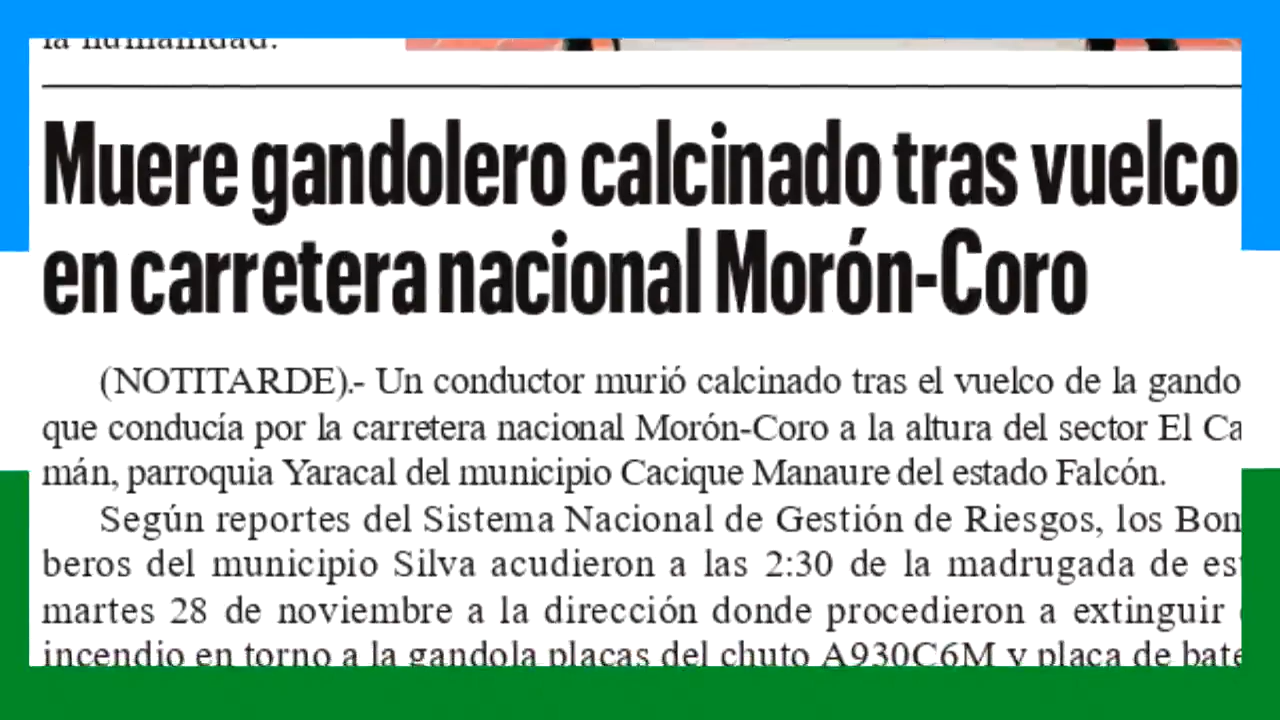 la humanidad.
Muere gandolero calcinado tras vuelco
en carretera nacional Morón-Coro
(NOTITARDE).- Un conductor murió calcinado tras el vuelco de la gando
que conducía por la carretera nacional Morón-Coro a la altura del sector El Ca
mán, parroquia Yaracal del municipio Cacique Manaure del estado Falcón.
Según reportes del Sistema Nacional de Gestión de Riesgos, los Bom
beros del municipio Silva acudieron a las 2:30 de la madrugada de es
martes 28 de noviembre a la dirección donde procedieron a extinguir
incendio en torno a la gandola placas del chuto A930C6M y placa de bate